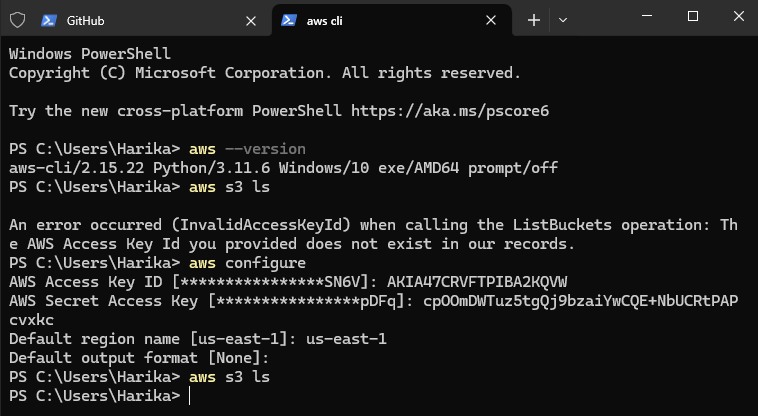 GitHub
aws cli
Windows PowerShell
Copyright (C) Microsoft Corporation. All rights reserved.
Try the new cross-platform PowerShell https://aka.ms/pscore6
PS C:\Users\Harika> aws --version
aws-cli/2.15.22 Python/3.11.6 Windows/10 exe/AMD64 prompt/off
PS C:\Users\Harika> aws s3 ls
An error occurred (InvalidAccessKeyId) when calling the ListBuckets operation: Th
e AWS Access Key Id you provided does not exist in our records.
PS C:\Users\Harika> aws configure
AWS Access Key ID [****************SN6V]: AKIA47CRVFTPIBA2KQVW
AWS Secret Access Key [****************pDFq]: cpOOmDWTuz5tgQj9bzaiYwCQE+NbUCRtPAP
cvxkc
Default region name [us-east-1]: us-east-1
Default output format [None]:
PS C:\Users\Harika> aws s3 ls
PS C:\Users\Harika>